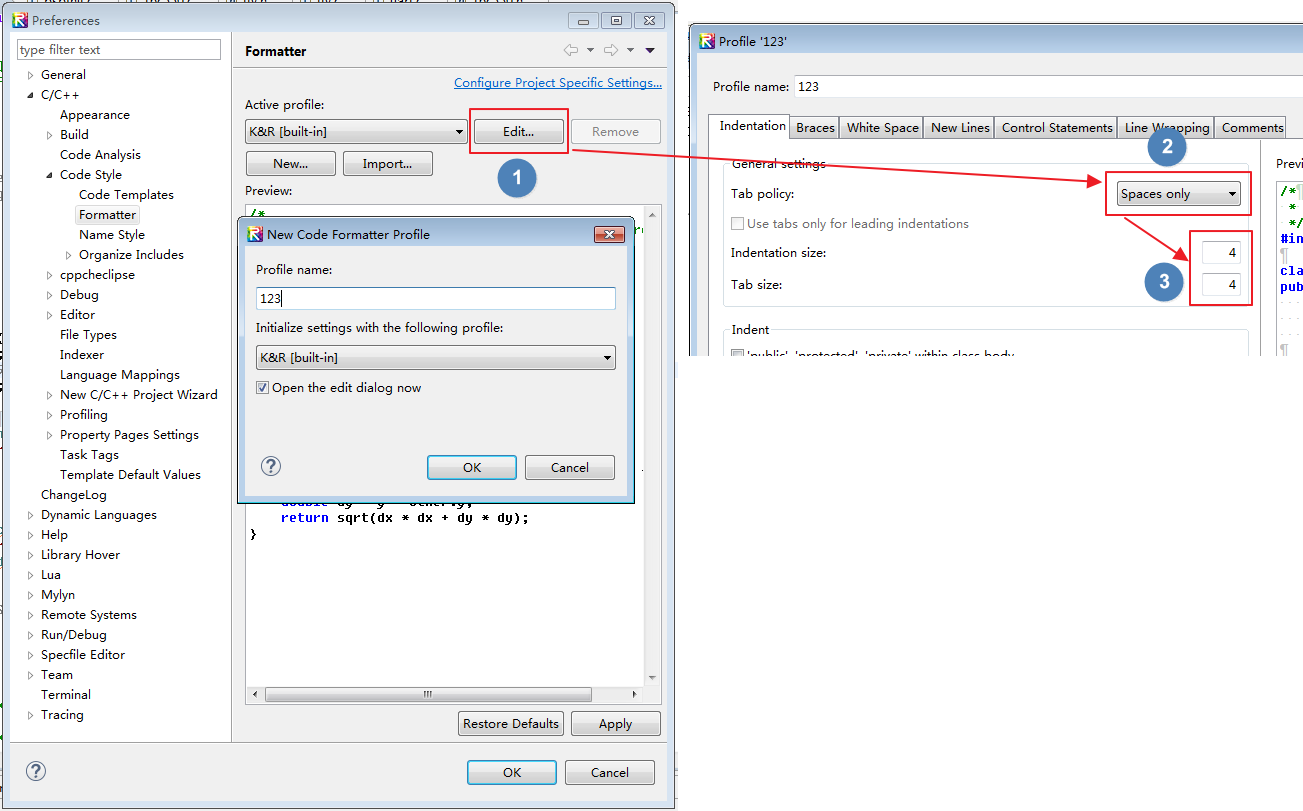 Preferences
type filter text
General
C/C++
Appearance
Build
Code Analysis
Code Style
Code Templates
Formatter
Name Style
Organize Includes
cppcheclipse
Debug
Editor
File Types
Indexer
Language Mappings
New C/C++ Project Wizard
Profiling
Property Pages Settings
Task Tags
Template Default Values
ChangeLog
Dynamic Languages
Help
Library Hover
Lua
Mylyn
Remote Systems
Run/Debug
Specfile Editor
Team
Terminal
Tracing
Formatter
Configure Project Specific Settings...
Active profile:
K&R [built-in]
Edit...
Remove
1
New...
Import...
Preview:
/*
New Code Formatter Profile
Profile name:
123
Initialize settings with the following profile:
K&R [built-in]
Open the edit dialog now
?
OK
Cancel
return sqrt(dx * dx + dy * dy);
}
Restore Defaults
Apply
?
OK
Cancel
Profile '123'
Profile name: 123
Indentation Braces White Space New Lines Control Statements Line Wrapping Comments
2
General settings
Tab policy:
Spaces only
Use tabs only for leading indentations
Indentation size: 4
Tab size: 4
3
Indent
'public', 'protected', 'private' within class body
Previ
/*¶
*
*/
#in
¶
cla
pub
¶